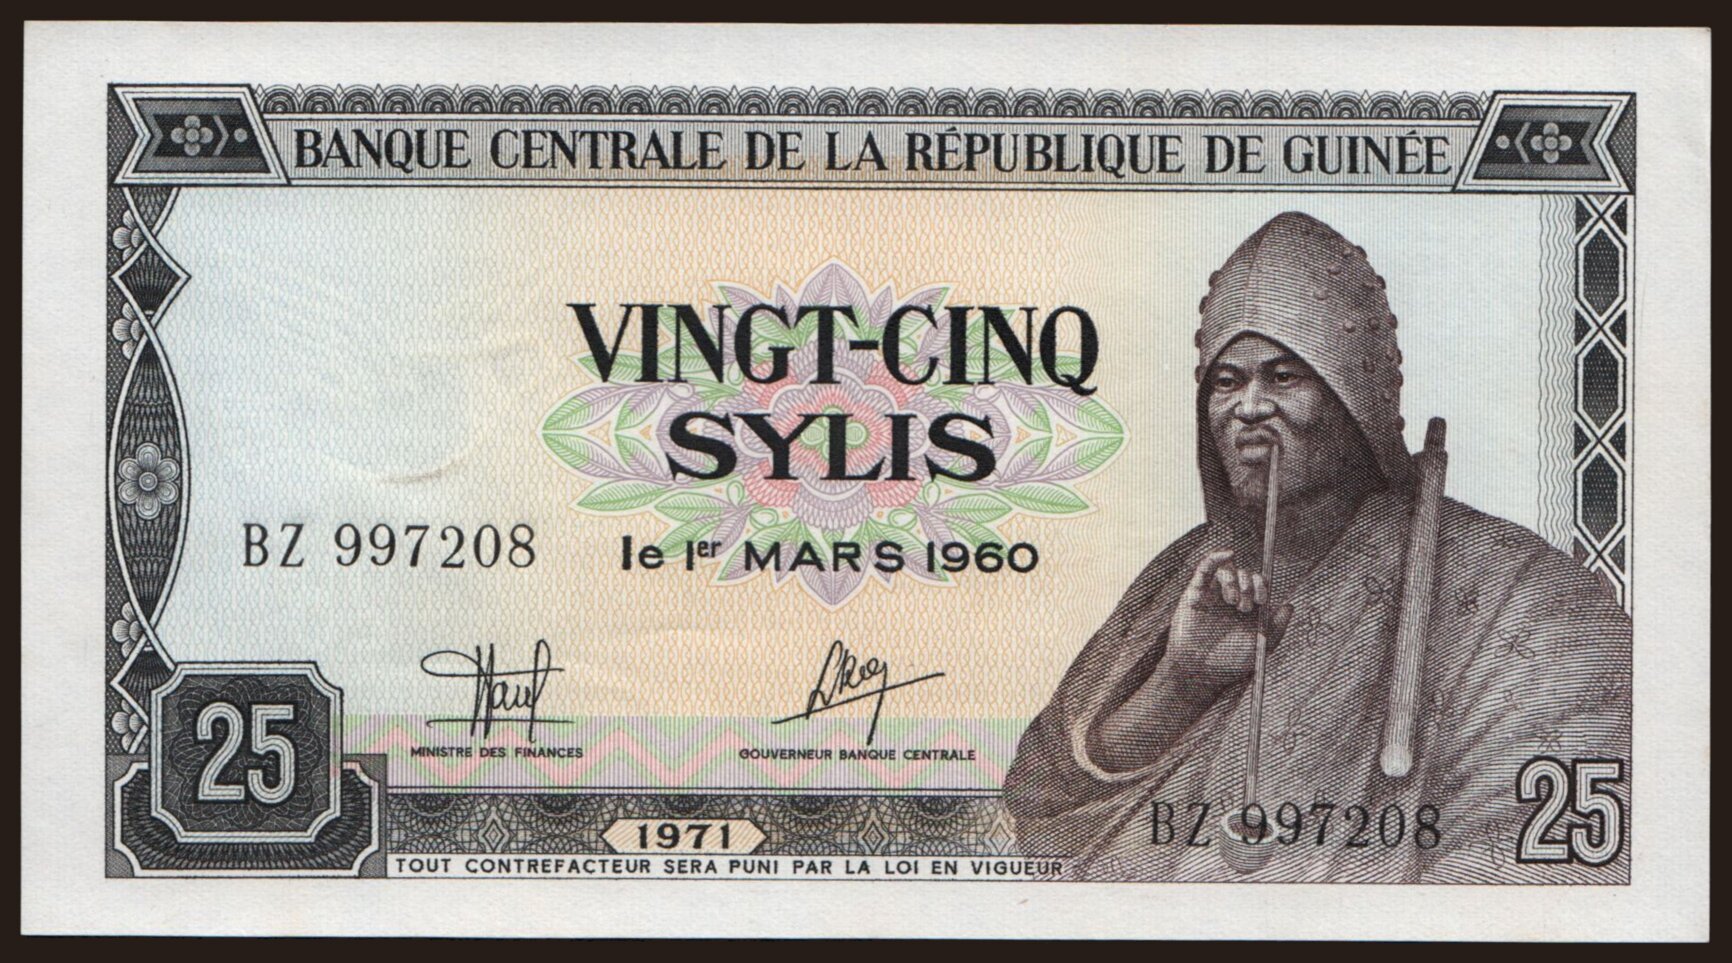 BANQUE CENTRALE DE LA RÉPUBLIQUE DE GUINÉE
VINGT-CINQ
SYLIS
BZ 997208
le 1er MARS 1960
MINISTRE DES FINANCES
GOUVERNEUR BANQUE CENTRALE
25
1971
BZ 997208
25
TOUT CONTREFACTEUR SERA PUNI PAR LA LOI EN VIGUEUR